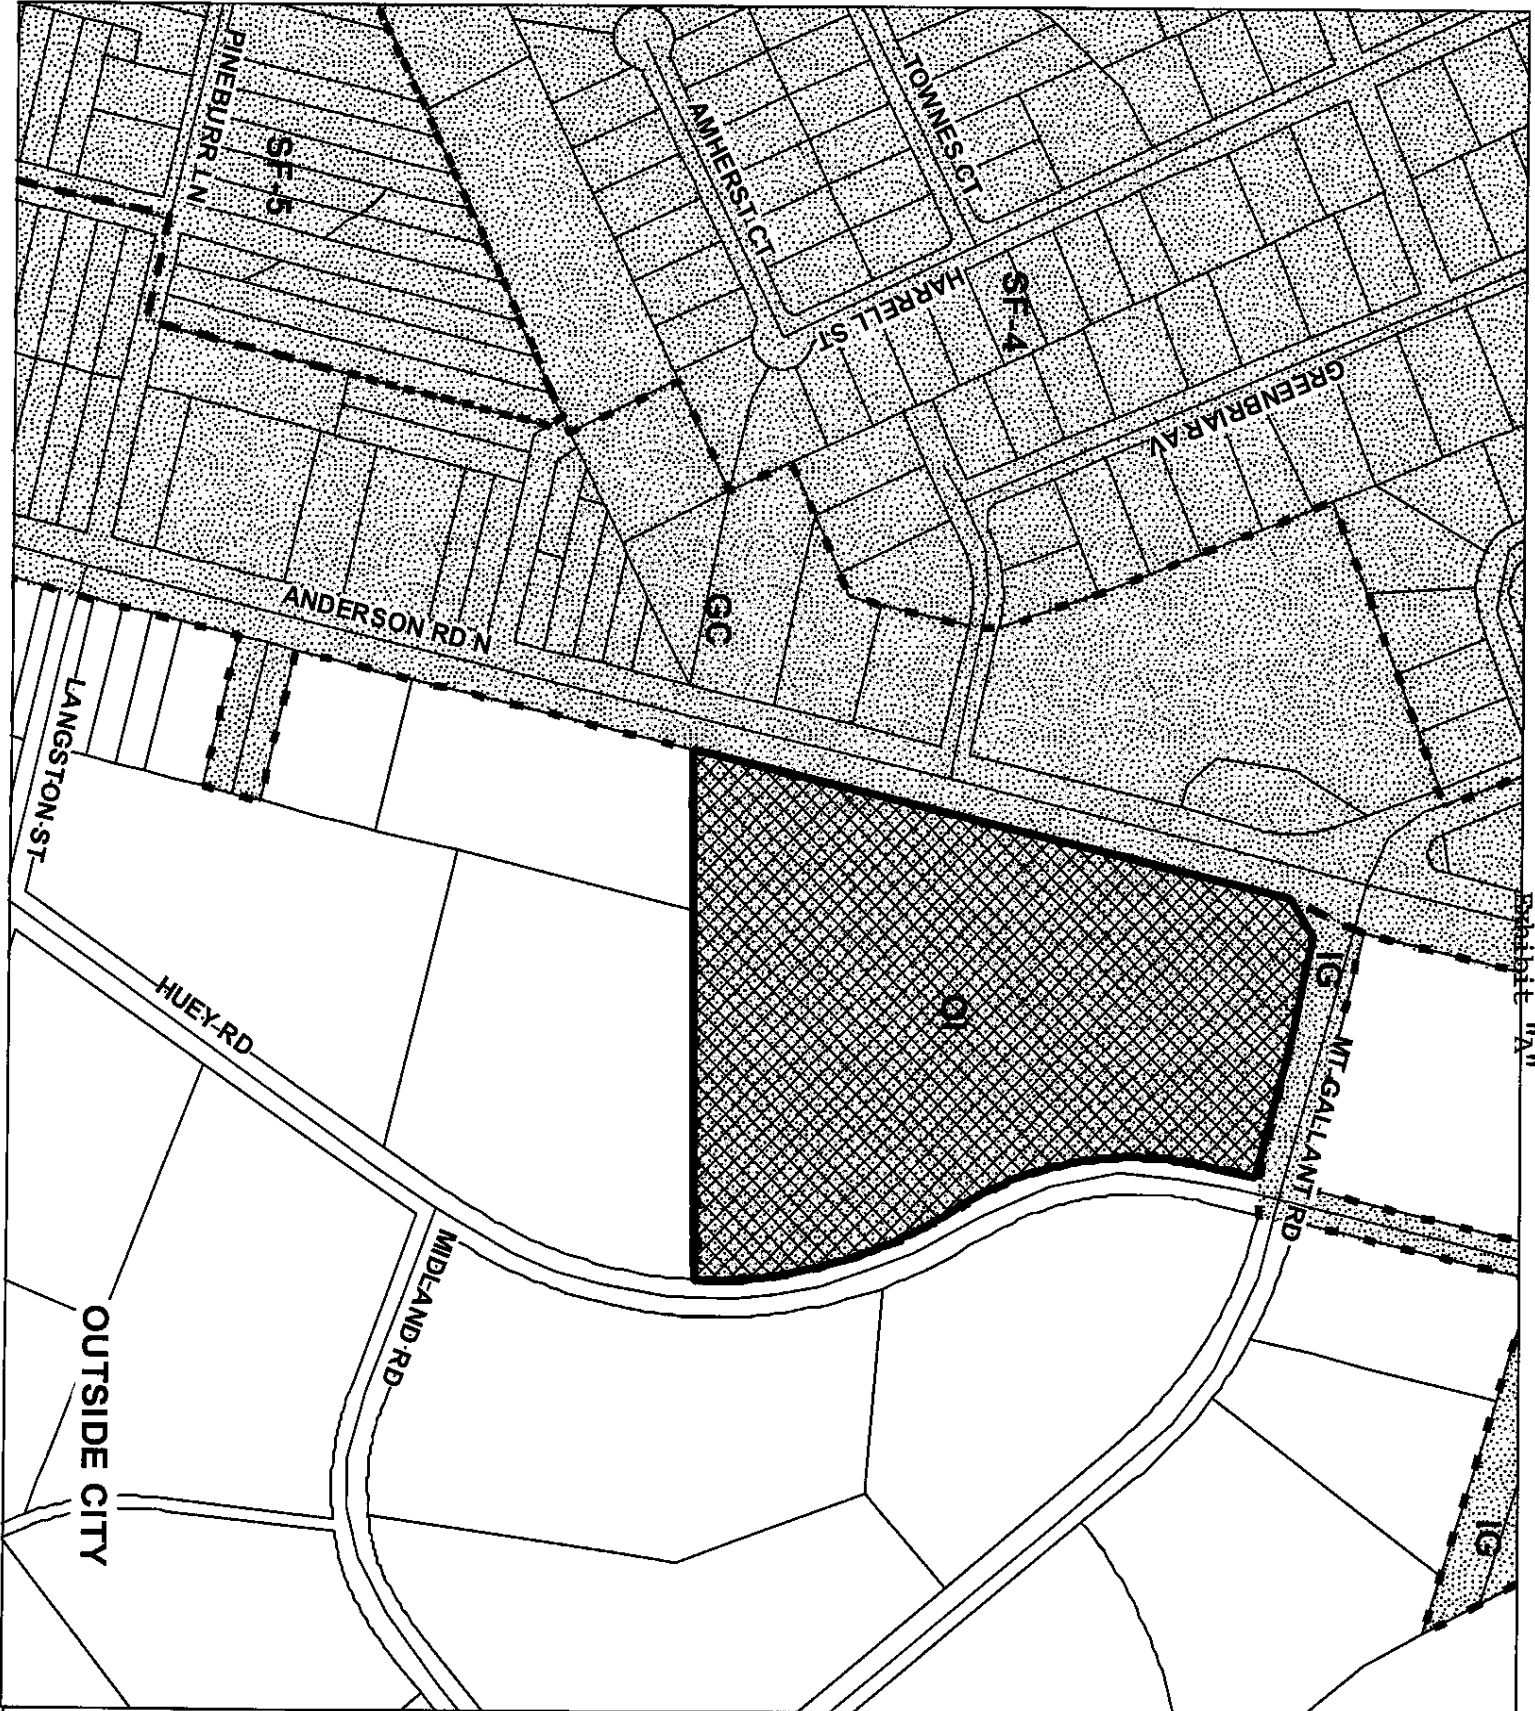 PINEBURR LN
SF-5
AMHERST CT
TOWNES CT
HARRELL ST
SF-4
GREENBRIAR AV
GC
ANDERSON RD N
LANGSTON ST
HUEY RD
MIDLAND RD
OI
IG
MT GALLANT RD
Exhibit "A"
IG
OUTSIDE CITY